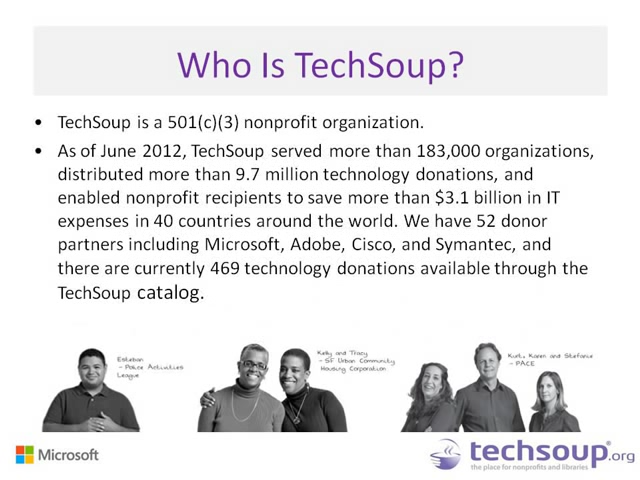 Who Is TechSoup?
• TechSoup is a 501(c)(3) nonprofit organization.
• As of June 2012, TechSoup served more than 183,000 organizations,
distributed more than 9.7 million technology donations, and
enabled nonprofit recipients to save more than $3.1 billion in IT
expenses in 40 countries around the world. We have 52 donor
partners including Microsoft, Adobe, Cisco, and Symantec, and
there are currently 469 technology donations available through the
TechSoup catalog.
Esteban
- Police Activities
League
Kelly and Tracy
- SF Urban Community
Housing Corporation
Kurt, Karen and Stefanie
- PACE
Microsoft
techsoup®.org
the place for nonprofits and libraries